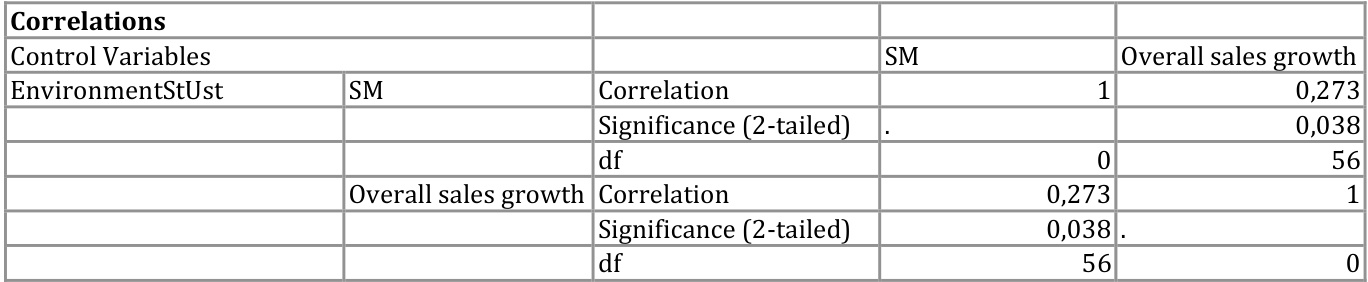 Correlations
Control Variables SM Overall sales growth
EnvironmentStUst SM Correlation 1 0,273
Significance (2-tailed) . 0,038
df 0 56
Overall sales growth Correlation 0,273 1
Significance (2-tailed) 0,038 .
df 56 0